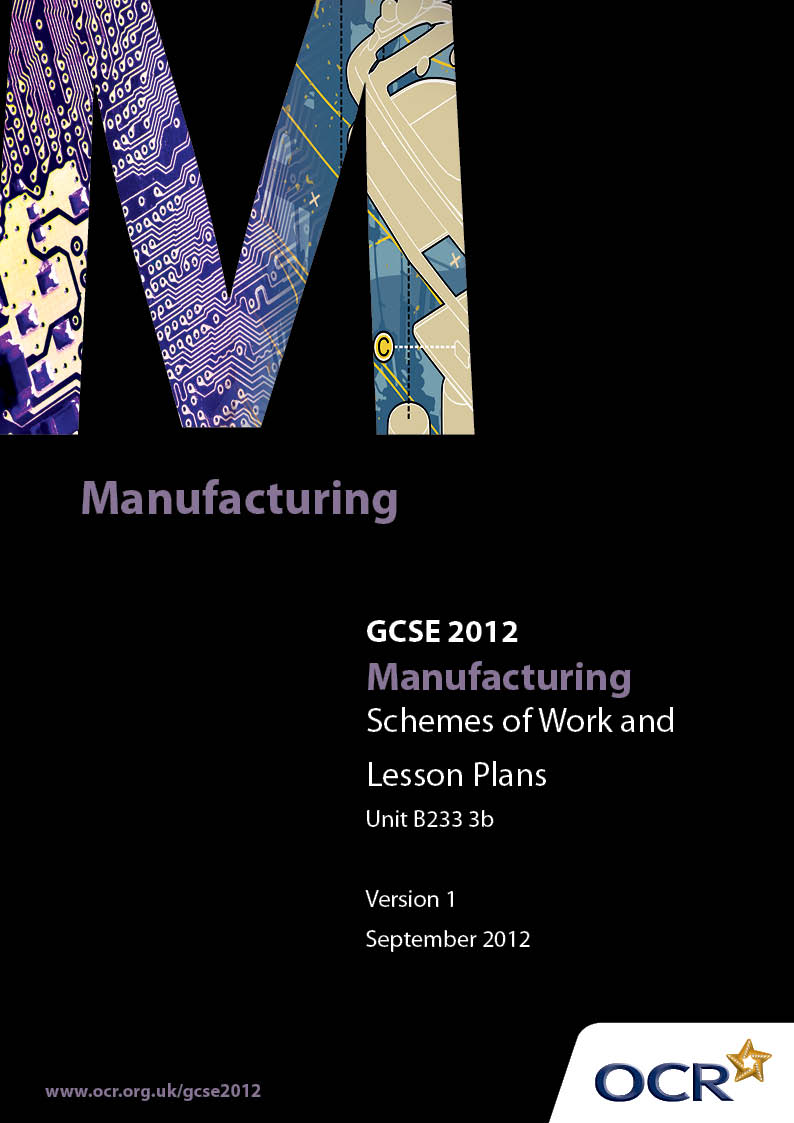 M
C
Manufacturing
GCSE 2012
Manufacturing
Schemes of Work and
Lesson Plans
Unit B233 3b
Version 1
September 2012
www.ocr.org.uk/gcse2012
OCR